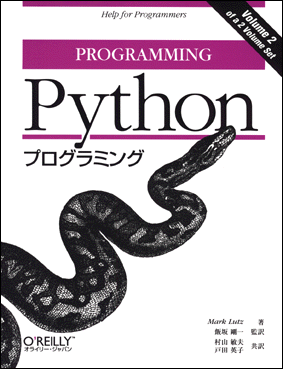 Help for Programmers
Volume 2
of a 2 Volume Set
PROGRAMMING
Python
プログラミング
Mark Lutz 著
飯坂 剛一 監訳
村山 敏夫
戸田 英子 共訳
O'REILLY®
オライリー・ジャパン